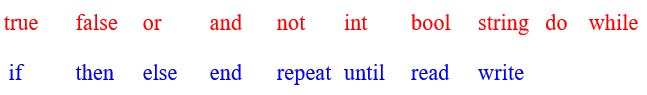 true false or and not int bool string do while
if then else end repeat until read write